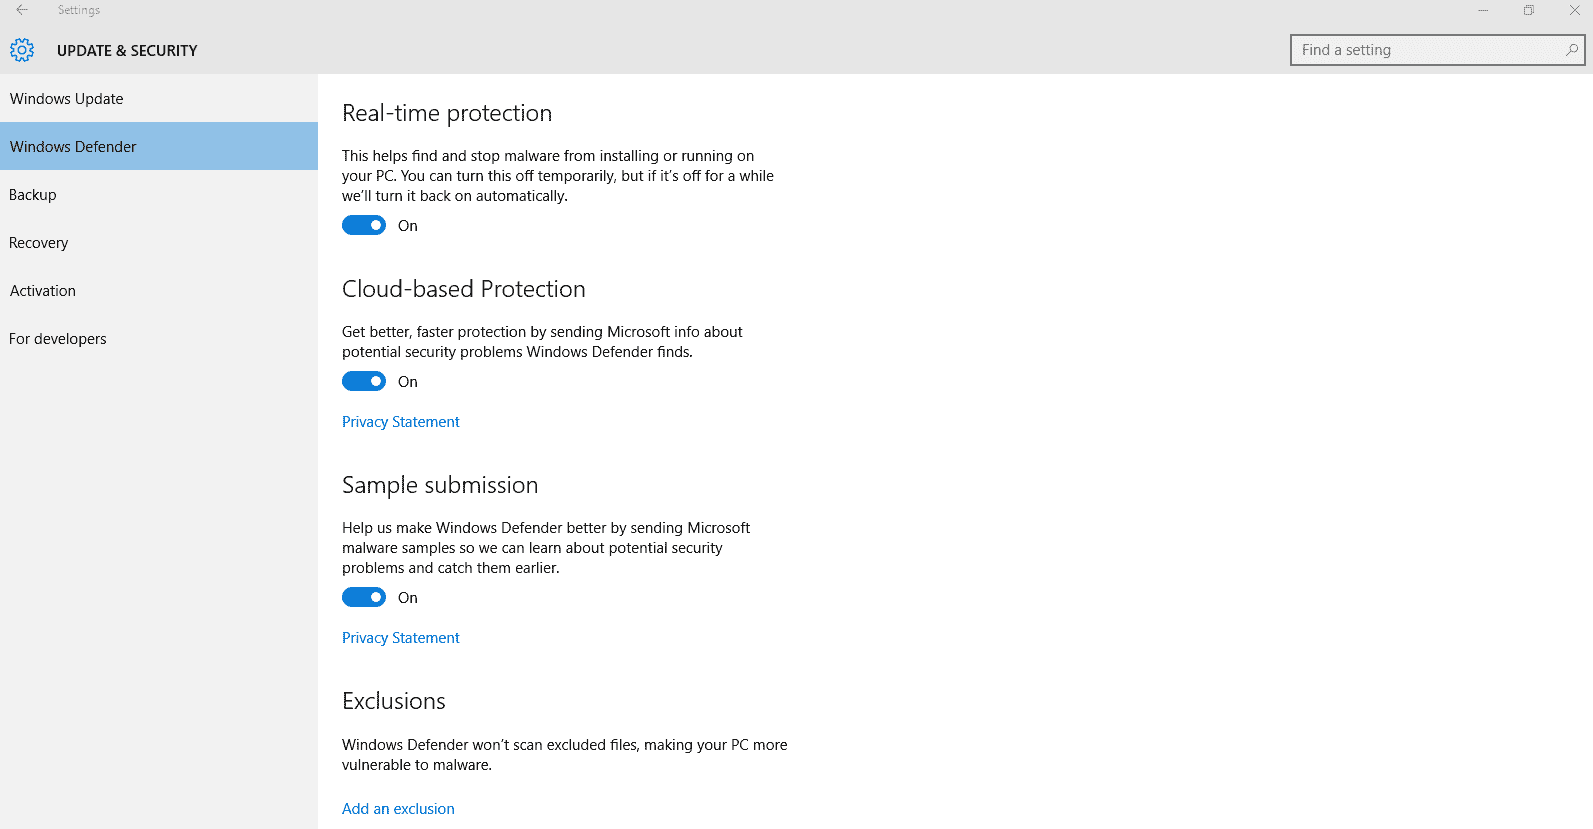 Settings
UPDATE & SECURITY
Find a setting
Windows Update
Windows Defender
Backup
Recovery
Activation
For developers
Real-time protection
This helps find and stop malware from installing or running on
your PC. You can turn this off temporarily, but if it's off for a while
we'll turn it back on automatically.
On
Cloud-based Protection
Get better, faster protection by sending Microsoft info about
potential security problems Windows Defender finds.
On
Privacy Statement
Sample submission
Help us make Windows Defender better by sending Microsoft
malware samples so we can learn about potential security
problems and catch them earlier.
On
Privacy Statement
Exclusions
Windows Defender won't scan excluded files, making your PC more
vulnerable to malware.
Add an exclusion